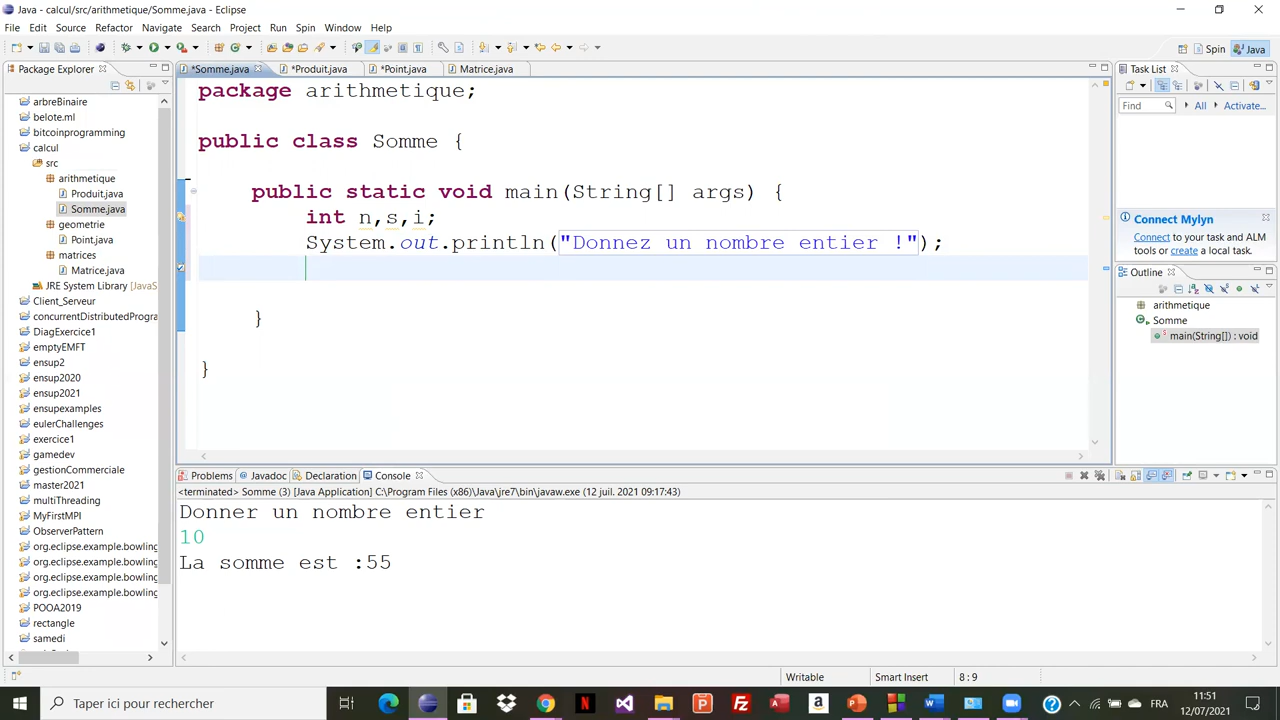 Java - calcul/src/arithmetique/Somme.java - Eclipse
File Edit Source Refactor Navigate Search Project Run Spin Window Help
Spin Java
Package Explorer
*Somme.java *Produit.java *Point.java Matrice.java
Task List
arbreBinaire
belote.ml
bitcoinprogramming
calcul
src
arithmetique
Produit.java
Somme.java
geometrie
Point.java
matrices
Matrice.java
JRE System Library [JavaS
Client_Serveur
concurrentDistributedProgra
DiagExercice1
emptyEMFT
ensup2
ensup2020
ensup2021
ensupexamples
eulerChallenges
exercice1
gamedev
gestionCommerciale
master2021
multiThreading
MyFirstMPI
ObserverPattern
org.eclipse.example.bowling
org.eclipse.example.bowling
org.eclipse.example.bowling
org.eclipse.example.bowling
POOA2019
rectangle
samedi
package arithmetique;
public class Somme {
public static void main(String[] args) {
int n,s,i;
System.out.println("Donnez un nombre entier !");
}
}
Find All Activate...
Connect Mylyn
Connect to your task and ALM
tools or create a local task.
Outline
arithmetique
Somme
main(String[]) : void
Problems Javadoc Declaration Console
<terminated> Somme (3) [Java Application] C:\Program Files (x86)\Java\jre7\bin\javaw.exe (12 juil. 2021 09:17:43)
Donner un nombre entier
10
La somme est :55
Writable Smart Insert 8 : 9
Taper ici pour rechercher
FRA
11:51
12/07/2021